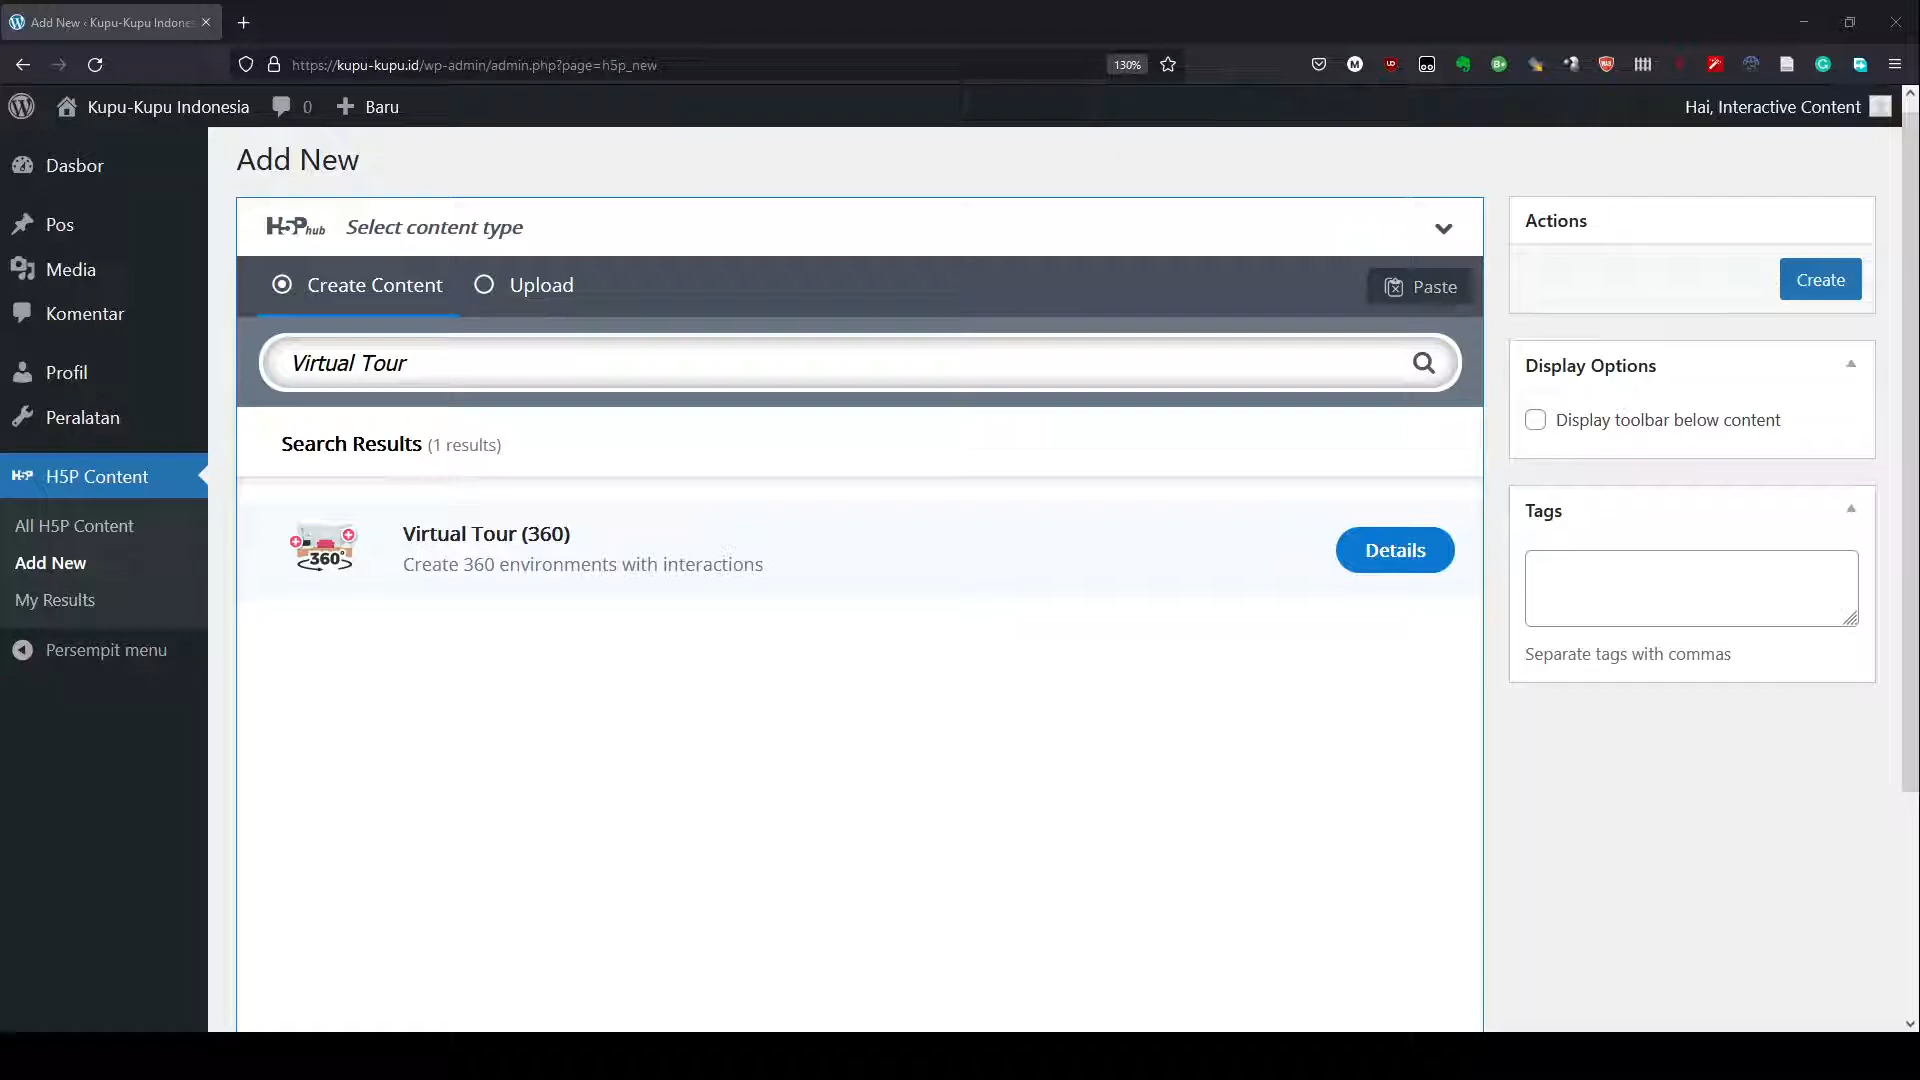 Add New ‹ Kupu-Kupu Indones
https://kupu-kupu.id/wp-admin/admin.php?page=h5p_new
130%
Kupu-Kupu Indonesia
0
Baru
Hai, Interactive Content
Dasbor
Pos
Media
Komentar
Profil
Peralatan
H5P Content
All H5P Content
Add New
My Results
Persempit menu
Add New
H5P hub Select content type
Create Content
Upload
Paste
Virtual Tour
Search Results (1 results)
360°
Virtual Tour (360)
Create 360 environments with interactions
Details
Actions
Create
Display Options
Display toolbar below content
Tags
Separate tags with commas